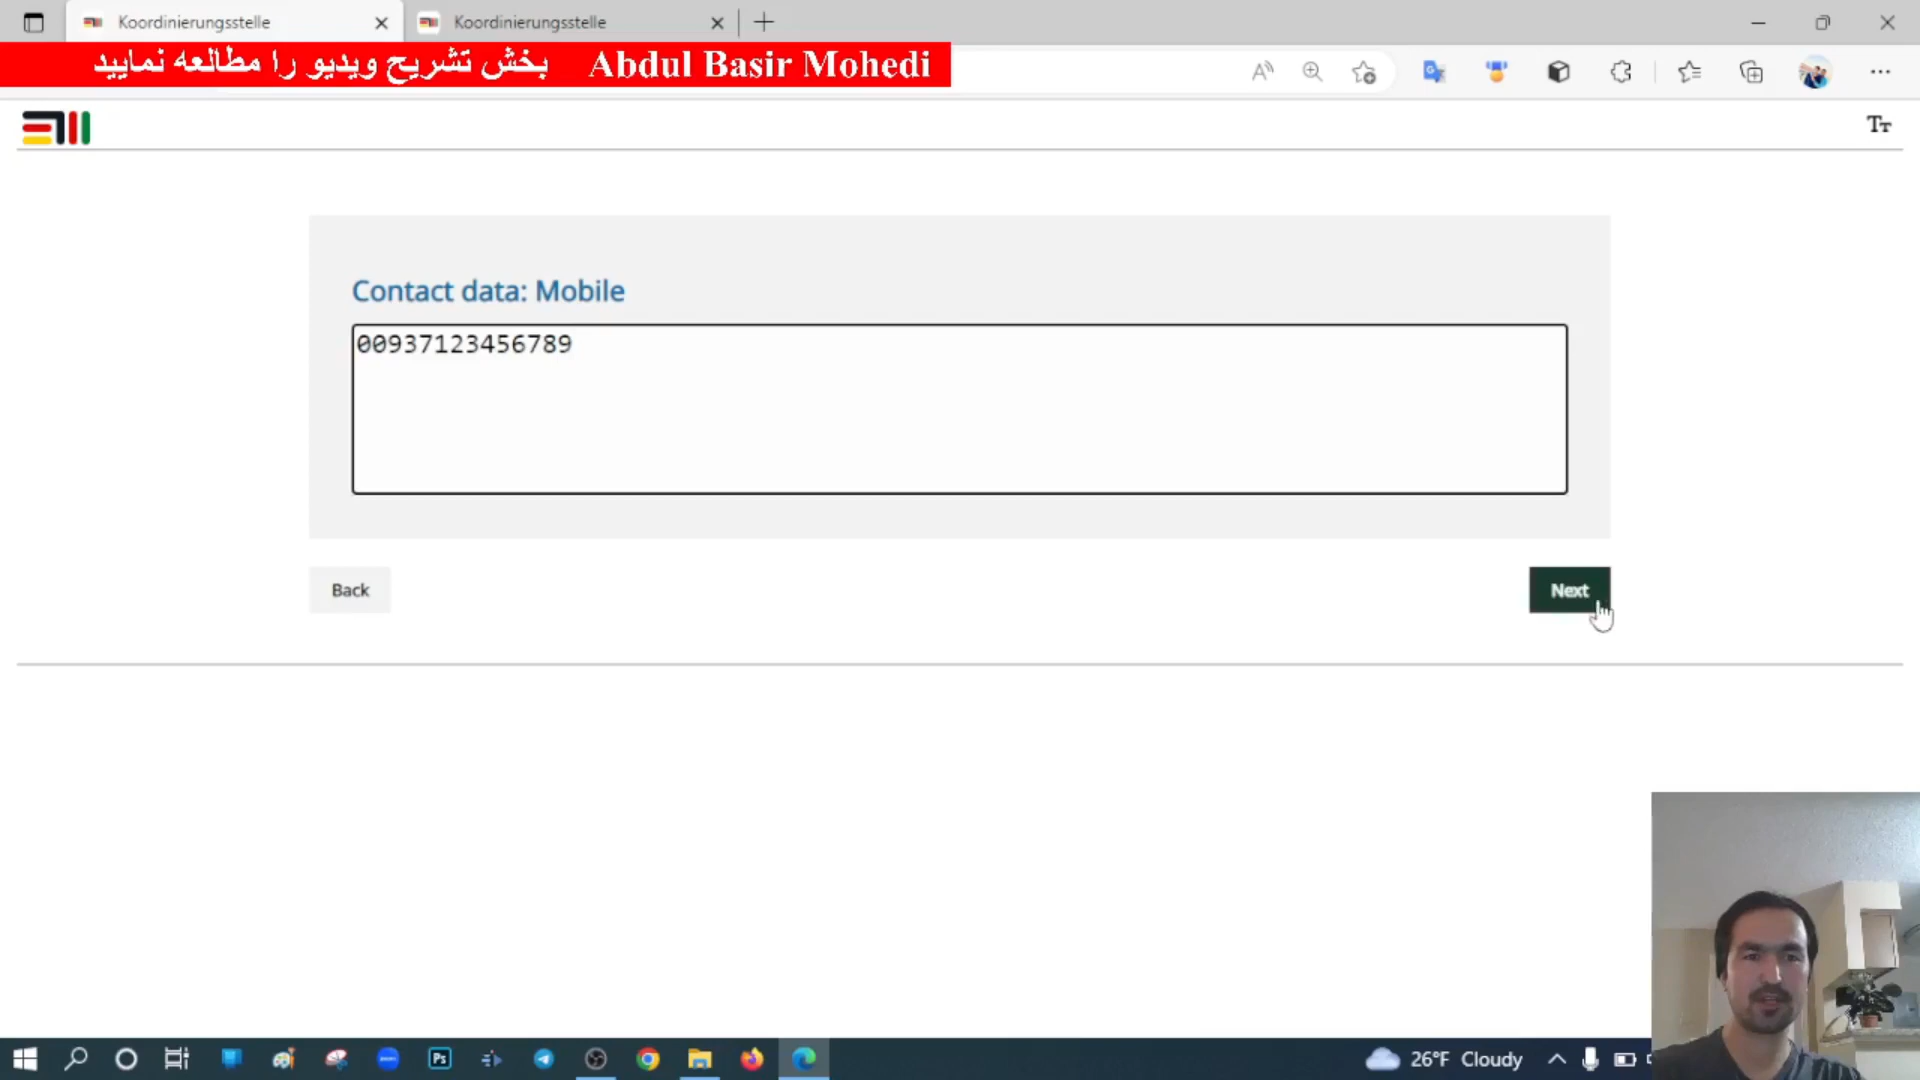 Koordinierungsstelle
Koordinierungsstelle
بخش تشریح ویدیو را مطالعه نمایید Abdul Basir Mohedi
Contact data: Mobile
00937123456789
Back
Next
26°F Cloudy